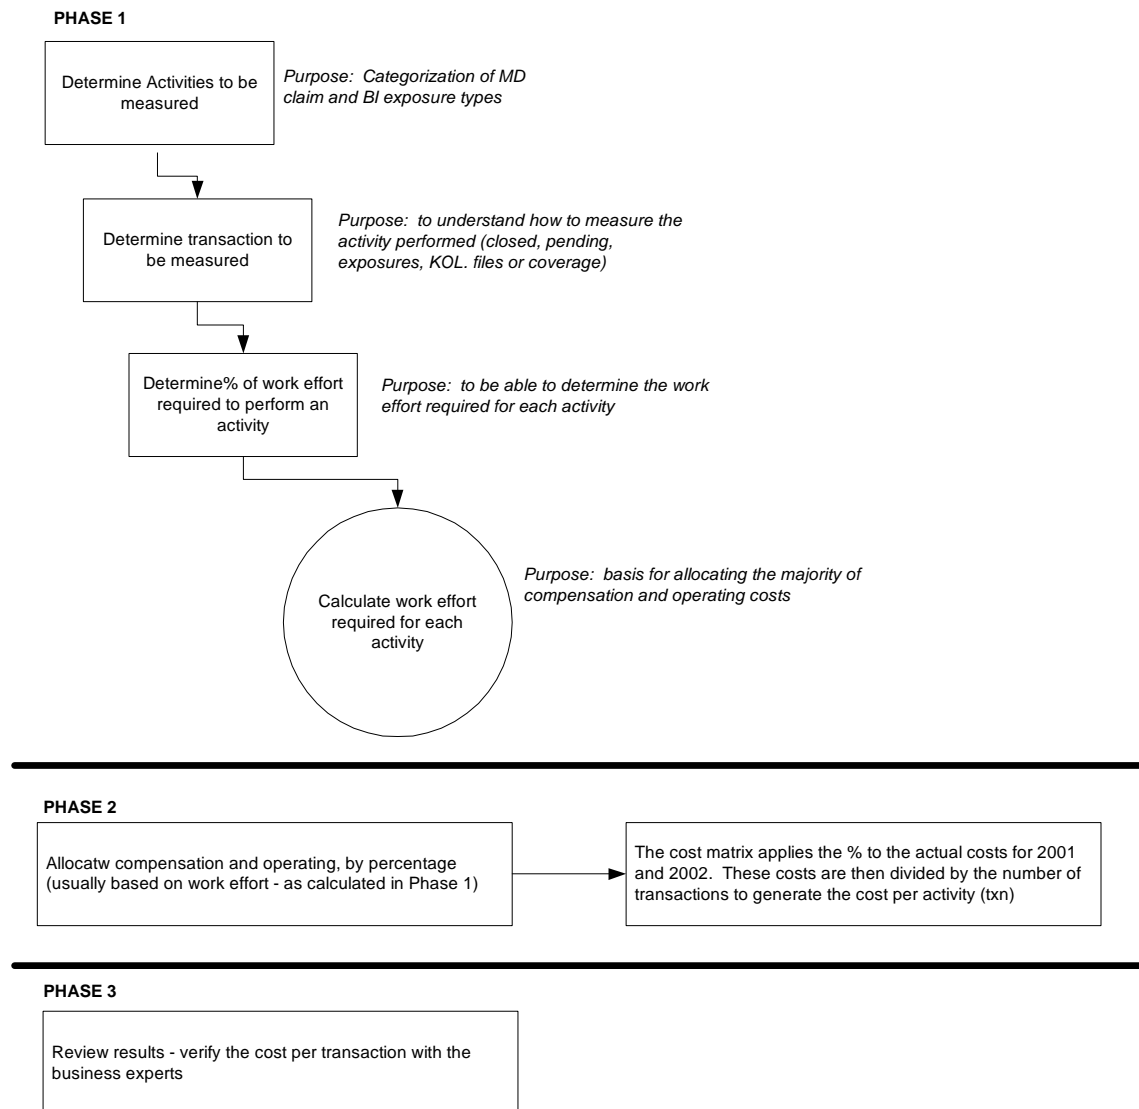 PHASE 1
Determine Activities to be
measured
Purpose:  Categorization of MD
claim and BI exposure types
Determine transaction to
be measured
Purpose:  to understand how to measure the
activity performed (closed, pending,
exposures, KOL. files or coverage)
Determine% of work effort
required to perform an
activity
Purpose:  to be able to determine the work
effort required for each activity
Calculate work effort
required for each
activity
Purpose:  basis for allocating the majority of
compensation and operating costs
PHASE 2
Allocatw compensation and operating, by percentage
(usually based on work effort - as calculated in Phase 1)
The cost matrix applies the % to the actual costs for 2001
and 2002.  These costs are then divided by the number of
transactions to generate the cost per activity (txn)
PHASE 3
Review results - verify the cost per transaction with the
business experts